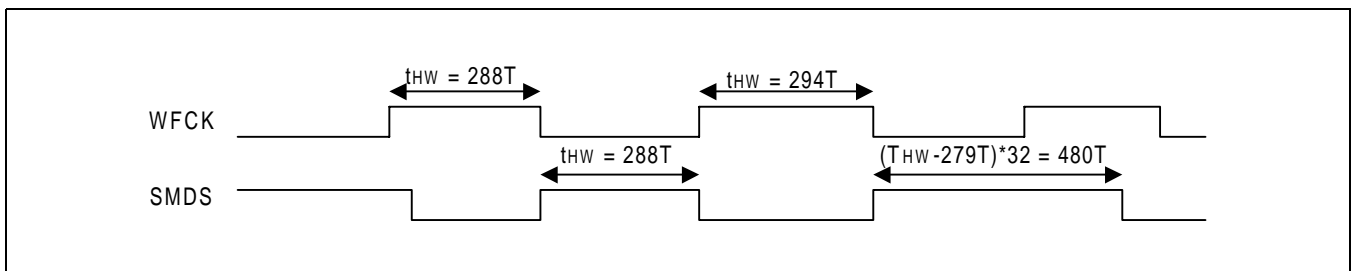 tHW = 288T
tHW = 294T
WFCK
tHW = 288T
(THW-279T)*32 = 480T
SMDS